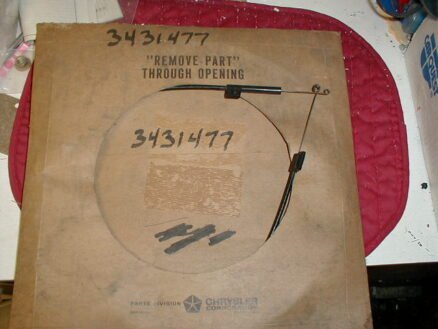 3431477
"REMOVE PART"
THROUGH OPENING
3431477
PARTS DIVISION CHRYSLER
CORPORATION